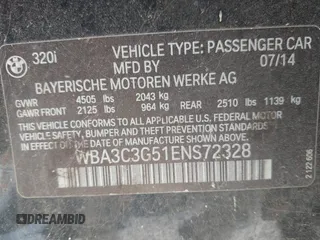 320i VEHICLE TYPE: PASSENGER CAR
MFD BY 07/14
BAYERISCHE MOTOREN WERKE AG
GVWR 4505 lbs 2043 kg
GAWR FRONT 2125 lbs 964 kg REAR 2510 lbs 1139 kg
THIS VEHICLE CONFORMS TO ALL APPLICABLE FEDERAL MOTOR
VEHICLE SAFETY, BUMPER, AND THEFT PREVENTION STANDARDS
IN EFFECT ON THE DATE OF MANUFACTURE SHOWN ABOVE.
WBA3C3G51ENS72328
DREAMBID